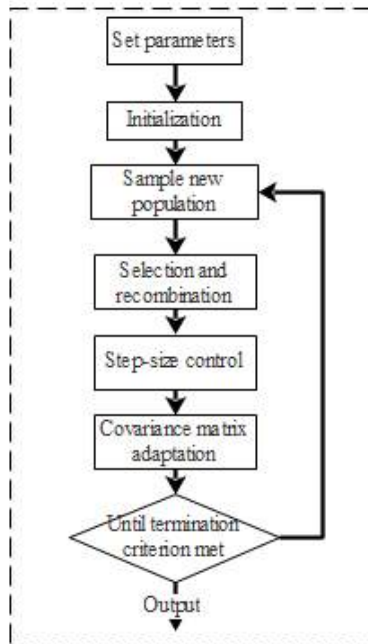 Set parameters
Initialization
Sample new
population
Selection and
recombination
Step-size control
Covariance matrix
adaptation
Until termination
criterion met
Output